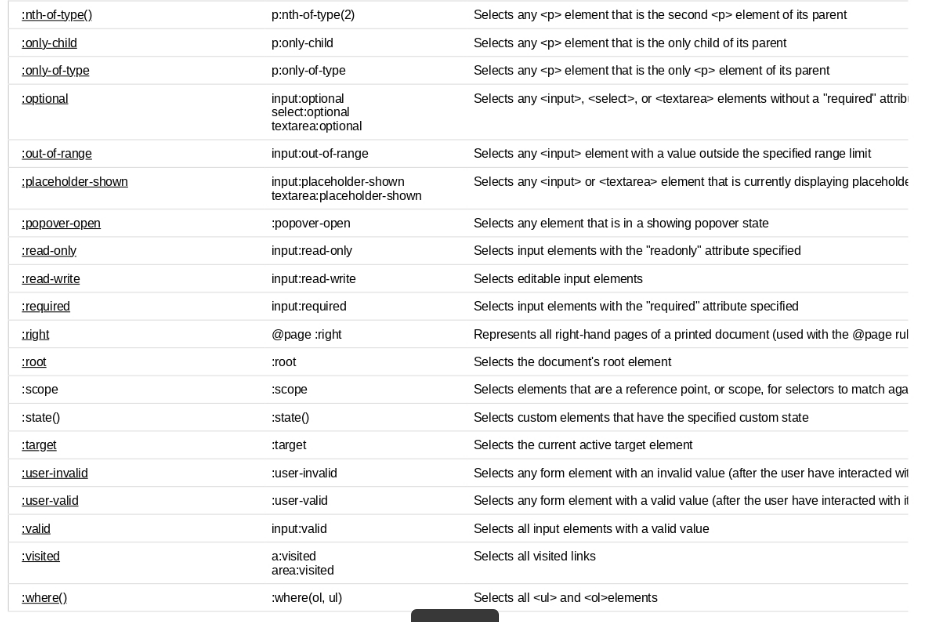 :nth-of-type() p:nth-of-type(2) Selects any <p> element that is the second <p> element of its parent
:only-child p:only-child Selects any <p> element that is the only child of its parent
:only-of-type p:only-of-type Selects any <p> element that is the only <p> element of its parent
:optional input:optional Selects any <input>, <select>, or <textarea> elements without a "required"
select:optional
textarea:optional
:out-of-range input:out-of-range Selects any <input> element with a value outside the specified range limit
:placeholder-shown input:placeholder-shown Selects any <input> or <textarea> element that is currently displaying
textarea:placeholder-shown
:popover-open :popover-open Selects any element that is in a showing popover state
:read-only input:read-only Selects input elements with the "readonly" attribute specified
:read-write input:read-write Selects editable input elements
:required input:required Selects input elements with the "required" attribute specified
:right @page :right Represents all right-hand pages of a printed document (used with the @page
:root :root Selects the document's root element
:scope :scope Selects elements that are a reference point, or scope, for selectors to match
:state() :state() Selects custom elements that have the specified custom state
:target :target Selects the current active target element
:user-invalid :user-invalid Selects any form element with an invalid value (after the user have interacted
:user-valid :user-valid Selects any form element with a valid value (after the user have interacted with
:valid input:valid Selects all input elements with a valid value
:visited a:visited Selects all visited links
area:visited
:where() :where(ol, ul) Selects all <ul> and <ol>elements